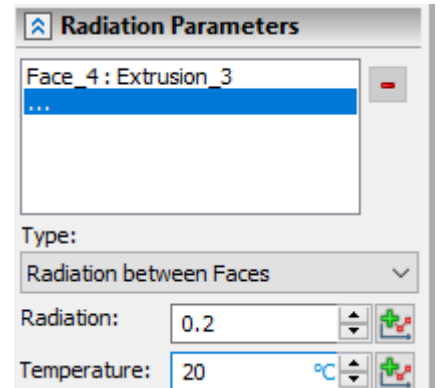 Radiation Parameters
Face_4 : Extrusion_3
...
Type:
Radiation between Faces
Radiation: 0.2
Temperature: 20 °C